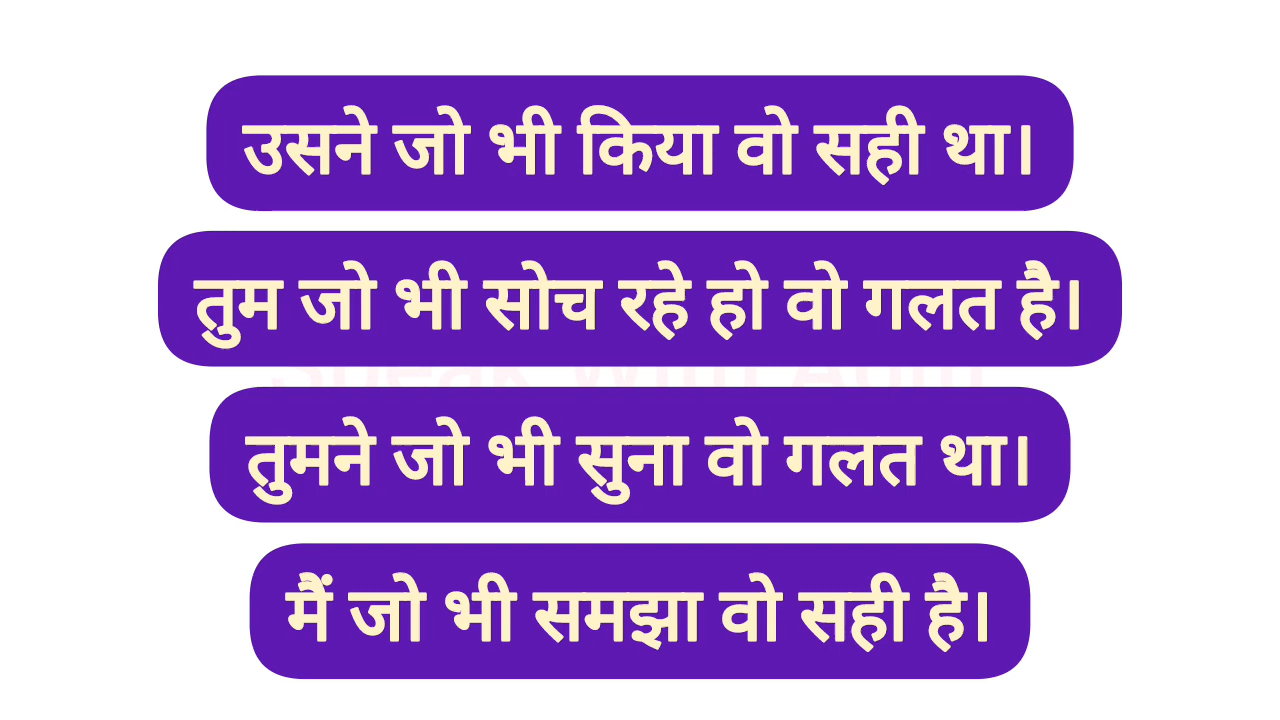 उसने जो भी किया वो सही था।
तुम जो भी सोच रहे हो वो गलत है।
तुमने जो भी सुना वो गलत था।
मैं जो भी समझा वो सही है।